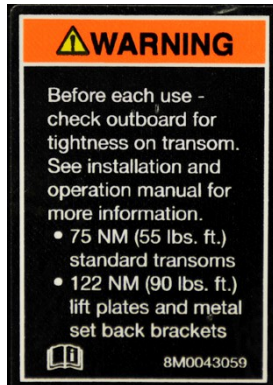 WARNING
Before each use -
check outboard for
tightness on transom.
See installation and
operation manual for
more information.
• 75 NM (55 lbs. ft.)
standard transoms
• 122 NM (90 lbs. ft.)
lift plates and metal
set back brackets
8M0043059